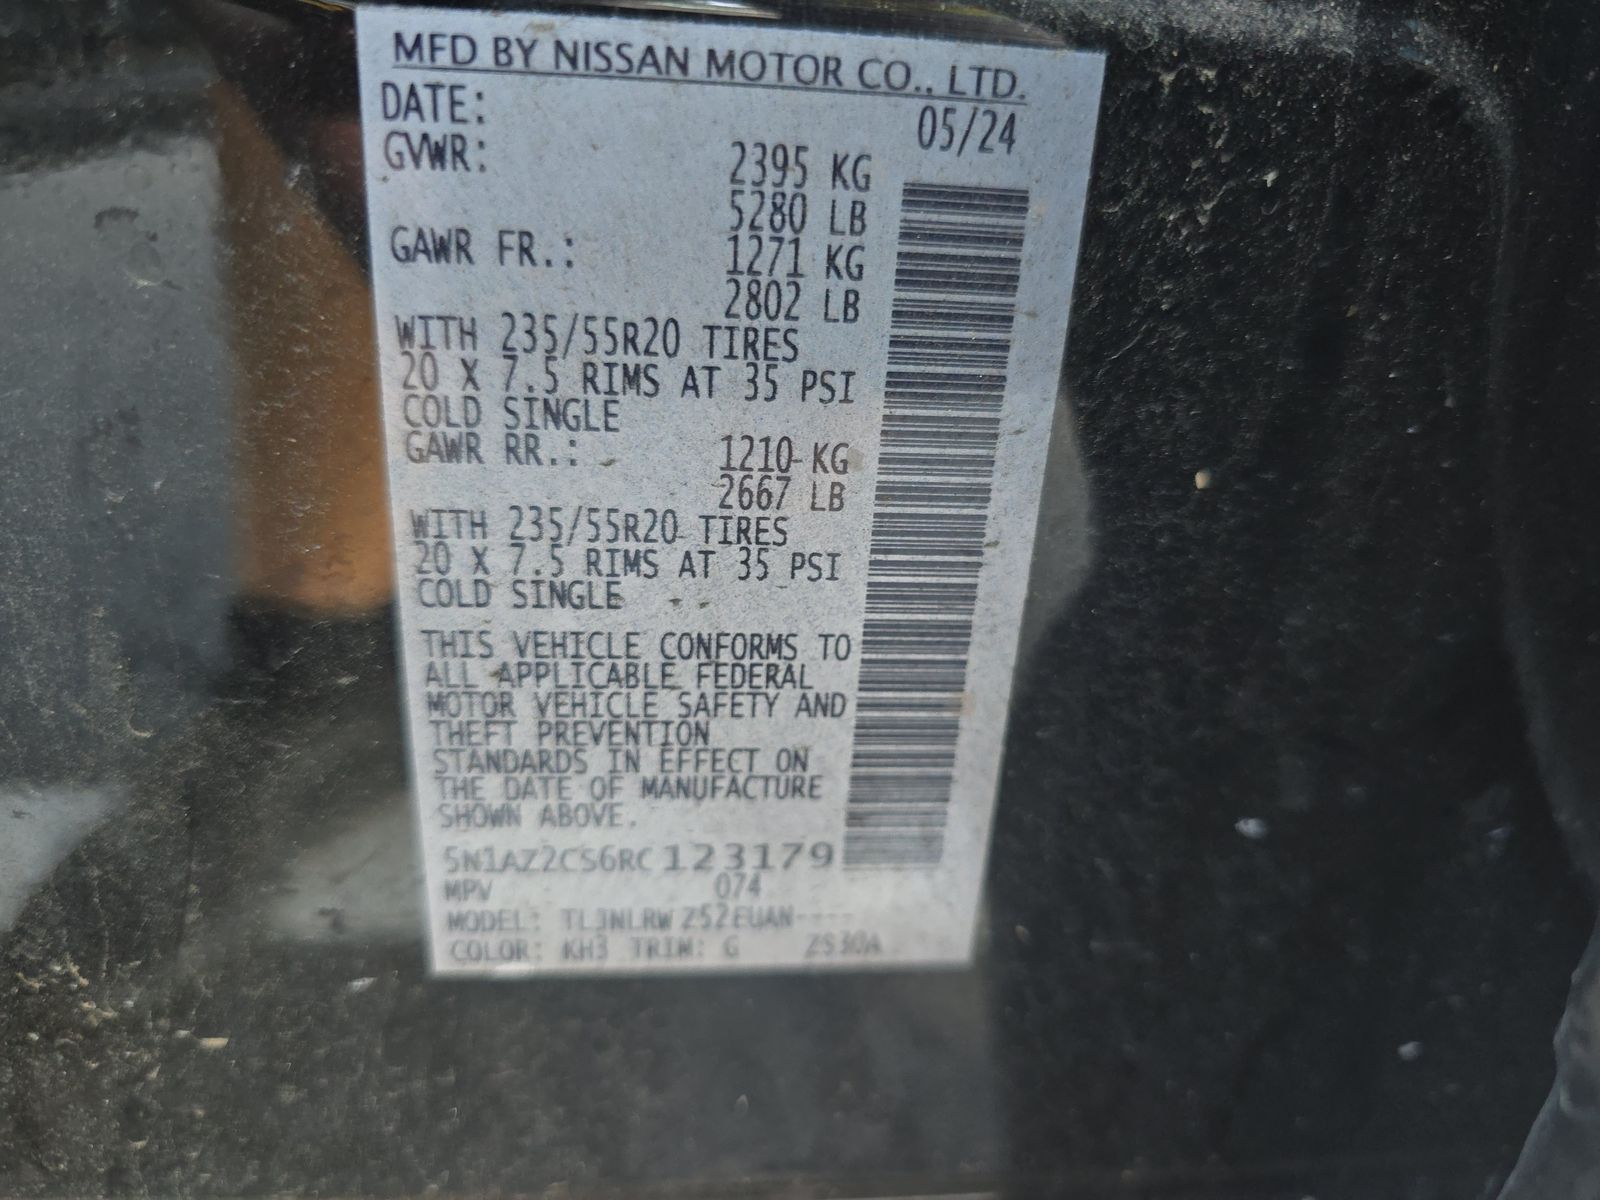 MFD BY NISSAN MOTOR CO., LTD.
DATE: 05/24
GVWR: 2395 KG
5280 LB
GAWR FR.: 1271 KG
2802 LB
WITH 235/55R20 TIRES
20 X 7.5 RIMS AT 35 PSI
COLD SINGLE
GAWR RR.: 1210 KG
2667 LB
WITH 235/55R20 TIRES
20 X 7.5 RIMS AT 35 PSI
COLD SINGLE
THIS VEHICLE CONFORMS TO
ALL APPLICABLE FEDERAL
MOTOR VEHICLE SAFETY AND
THEFT PREVENTION
STANDARDS IN EFFECT ON
THE DATE OF MANUFACTURE
SHOWN ABOVE.
5N1AZ2CS6RC123179
MPV 074
MODEL:
COLOR: KH3 TRIM: G